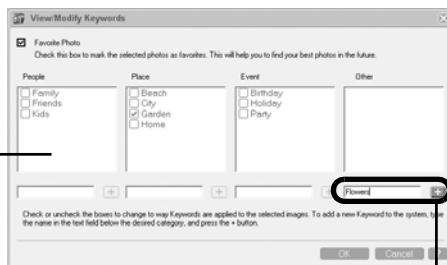 View/Modify Keywords
Favorite Photo
Check this box to mark the selected photos as favorites. This will help you to find your best photos in the future.
People Place Event Other
Family Beach Birthday
Friends City Holiday
Kids Garden Party
Home
Flowers
Check or uncheck the boxes to change to way Keywords are applied to the selected images. To add a new Keyword to the system, type
the name in the text field below the desired category, and press the + button.
OK Cancel ?